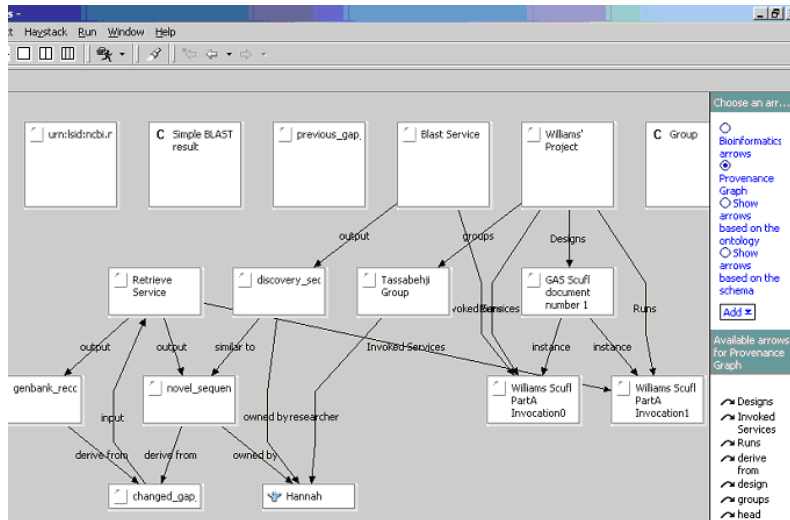 s -
t Haystack Run Window Help
Choose an arr...
urn:lsid:ncbi.r
C Simple BLAST
result
previous_gap_
Blast Service
Williams'
Project
C Group
Bioinformatics
arrows
Provenance
Graph
Show
arrows
based on the
ontology
Show
arrows
based on the
schema
Add
output
groups
Designs
Retrieve
Service
discovery_sec
Tassabehji
Group
GAS Scufl
document
number 1
Runs
output
output
similar to
Invoked Services
instance
instance
Available arrows
for Provenance
Graph
genbank_recc
novel_sequen
Williams Scufl
PartA
Invocation0
Williams Scufl
PartA
Invocation1
input
owned by
researcher
derive from
derive from
owned by
changed_gap_
Hannah
Designs
Invoked
Services
Runs
derive
from
design
groups
head